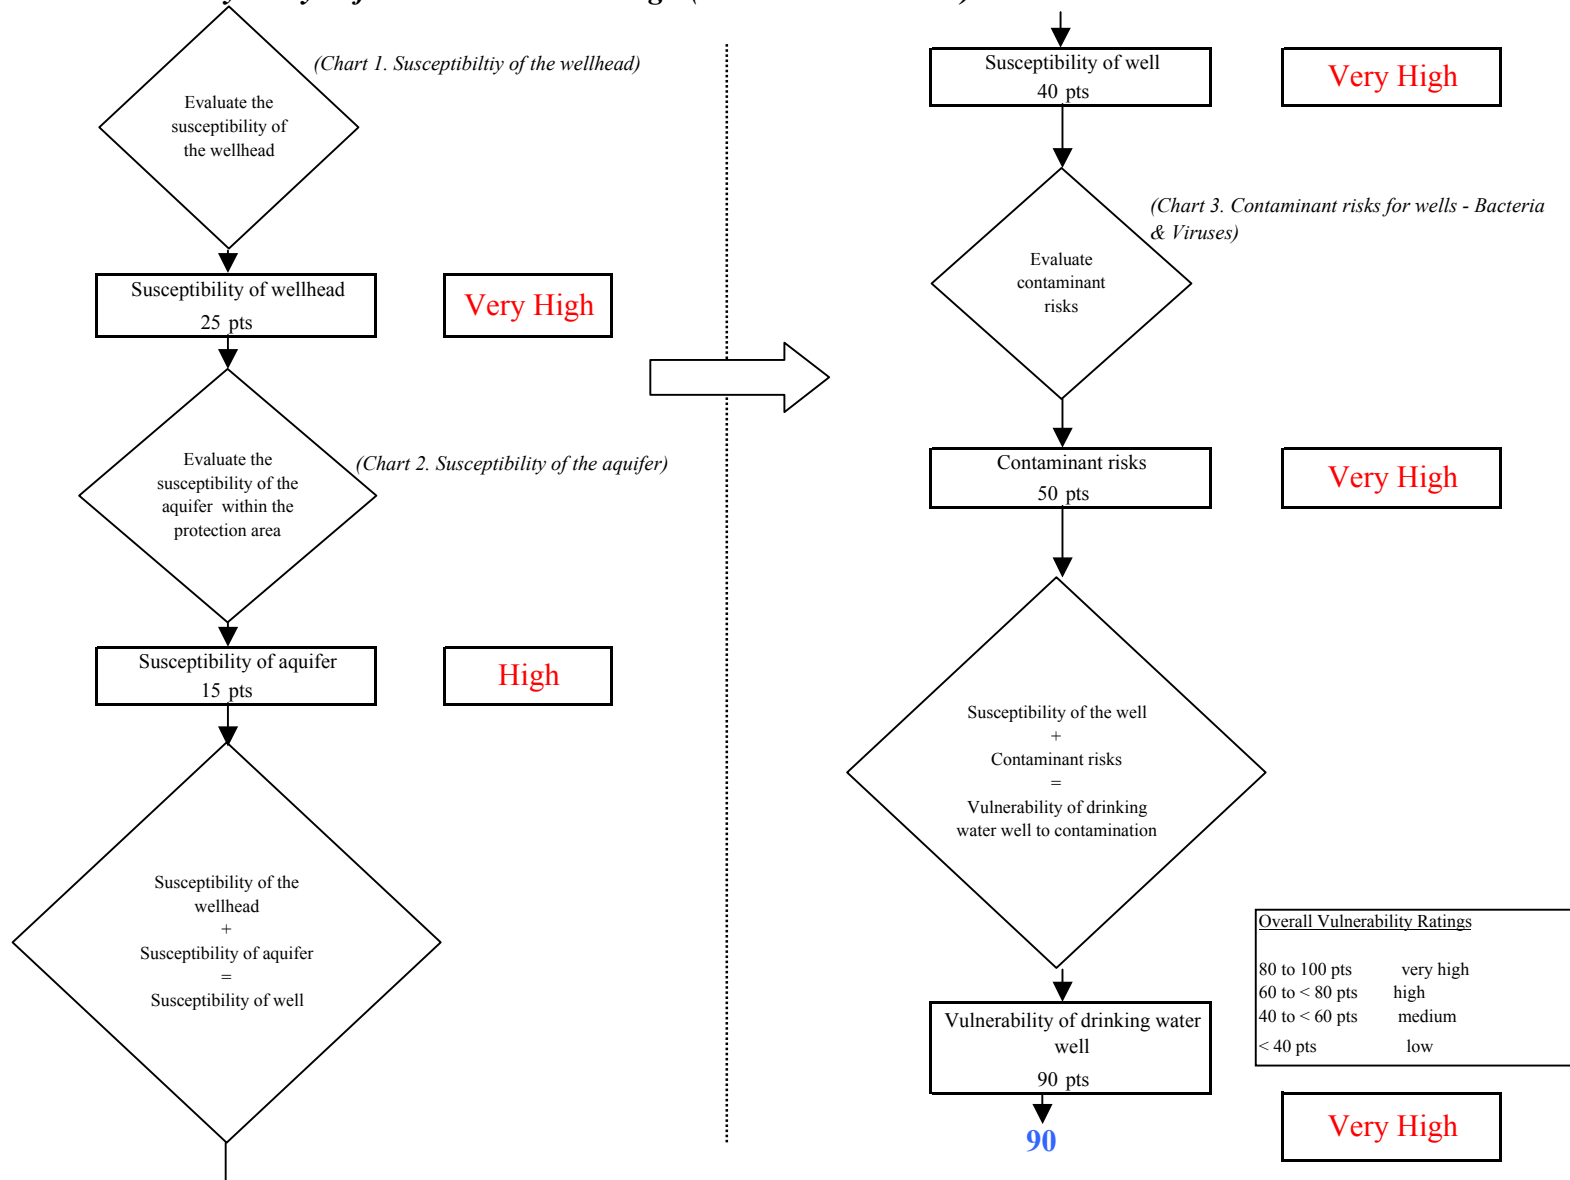 (Chart 1. Susceptibiltiy of the wellhead)
Evaluate the
susceptibility of
the wellhead
Susceptibility of wellhead
25 pts
Very High
Evaluate the
susceptibility of the
aquifer within the
protection area
(Chart 2. Susceptibility of the aquifer)
Susceptibility of aquifer
15 pts
High
Susceptibility of the
wellhead
+
Susceptibility of aquifer
=
Susceptibility of well
Susceptibility of well
40 pts
Very High
(Chart 3. Contaminant risks for wells - Bacteria
& Viruses)
Evaluate
contaminant
risks
Contaminant risks
50 pts
Very High
Susceptibility of the well
+
Contaminant risks
=
Vulnerability of drinking
water well to contamination
Overall Vulnerability Ratings
80 to 100 pts very high
60 to < 80 pts high
40 to < 60 pts medium
< 40 pts low
Vulnerability of drinking water
well
90 pts
90
Very High